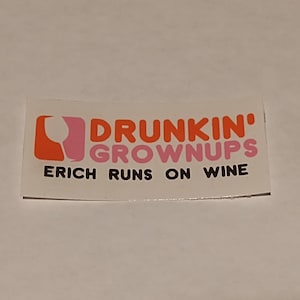 DRUNKIN'
GROWNUPS
ERICH RUNS ON WINE